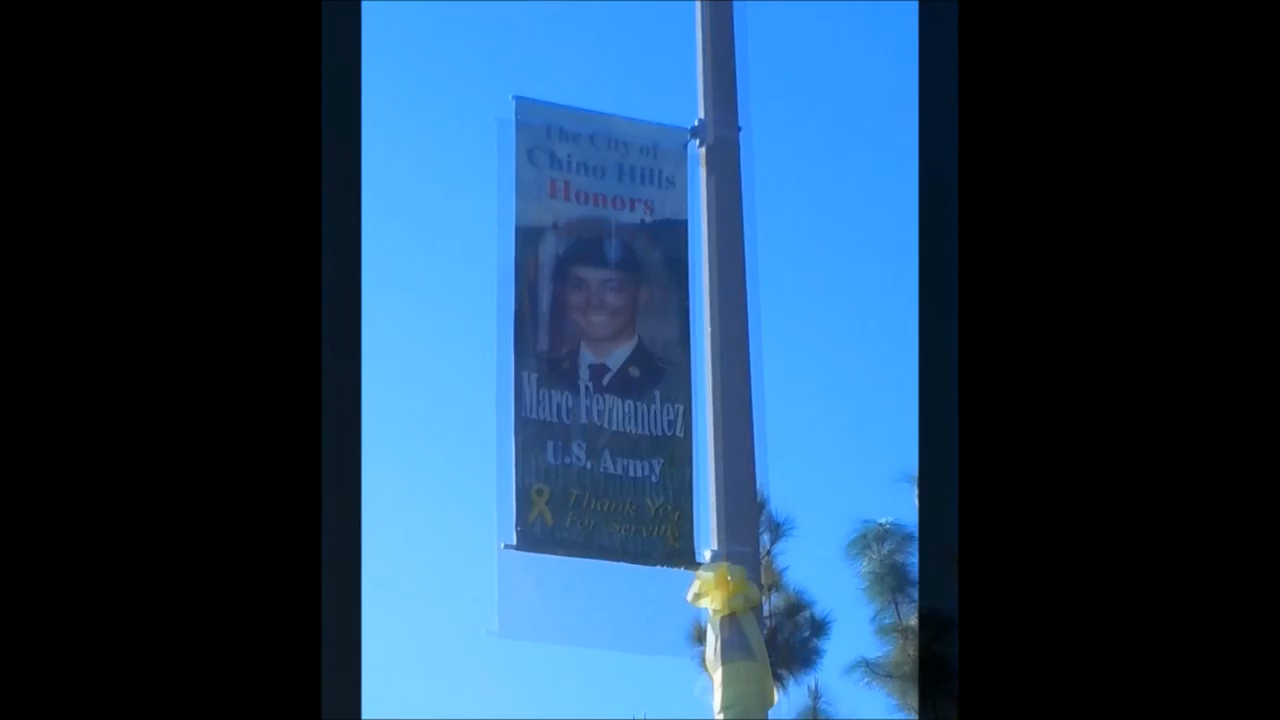 The City of
Chino Hills
Honors
Marc Fernandez
U.S. Army
Thank You
For Serving